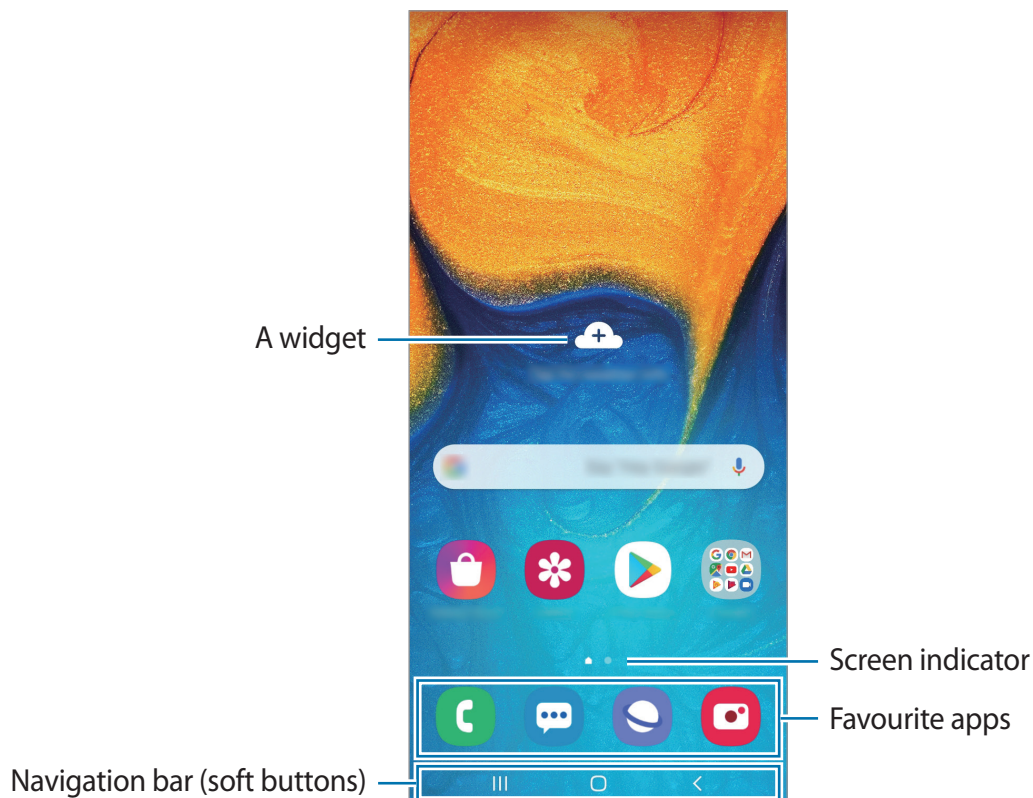 A widget
Screen indicator
Favourite apps
Navigation bar (soft buttons)